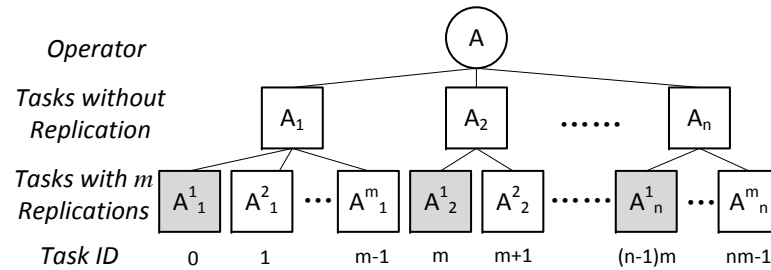 Operator A
Tasks without
Replication A₁ A₂ ...... Aₙ
Tasks with m
Replications A¹₁ A²₁ ... Aᵐ₁ A¹₂ A²₂ ...... A¹ₙ ... Aᵐₙ
Task ID 0 1 m-1 m m+1 (n-1)m nm-1